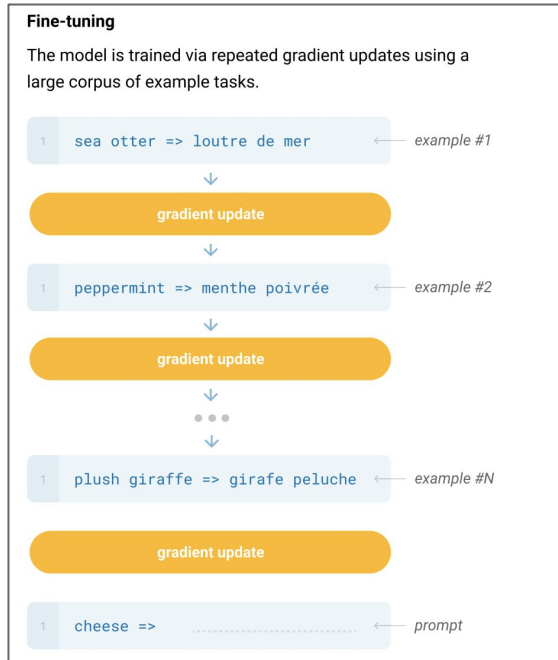 Fine-tuning
The model is trained via repeated gradient updates using a
large corpus of example tasks.
1 sea otter => loutre de mer example #1
gradient update
1 peppermint => menthe poivrée example #2
gradient update
1 plush giraffe => girafe peluche example #N
gradient update
1 cheese => prompt